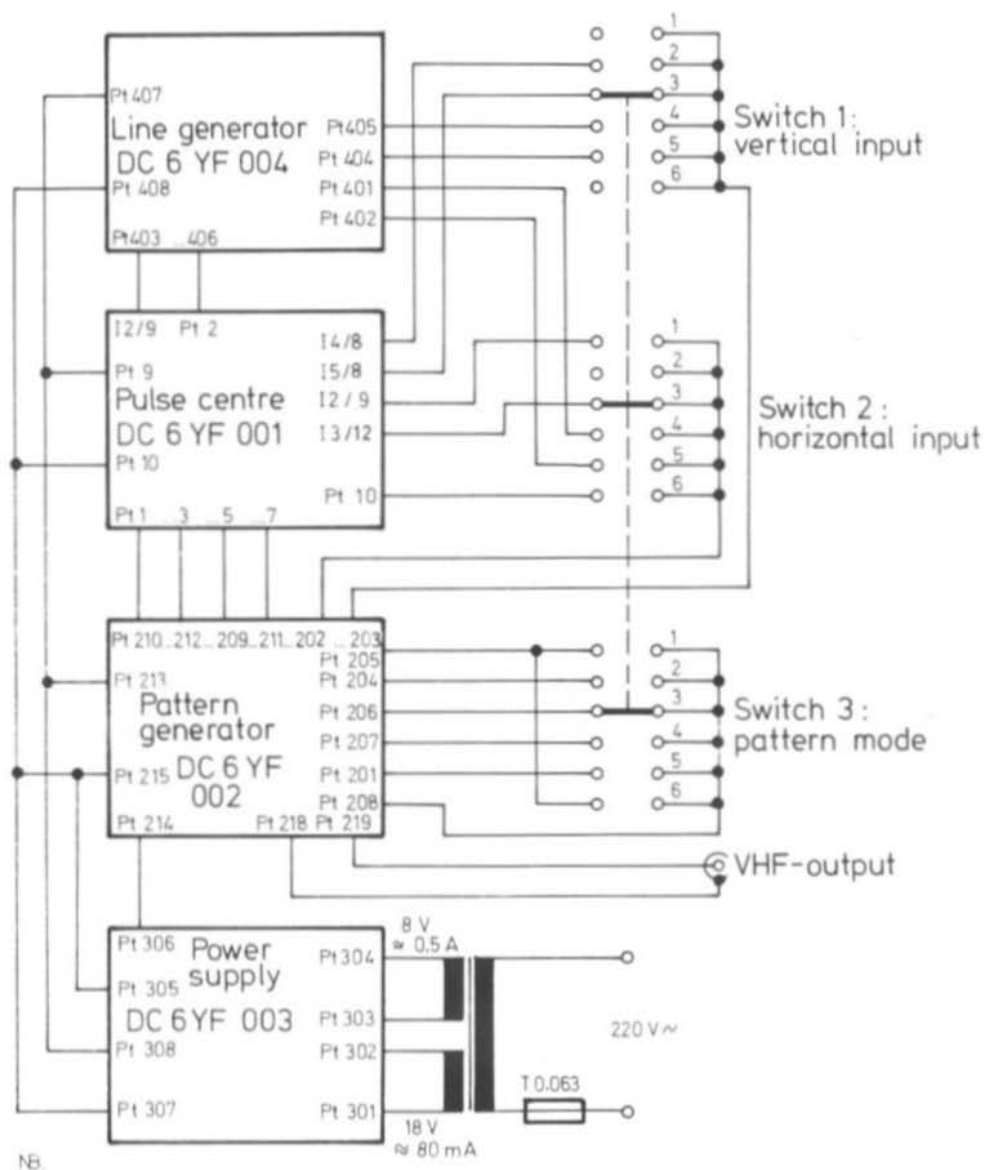 Pt 407
Line generator
DC 6 YF 004
Pt 408
Pt 405
Pt 404
Pt 401
Pt 402
Pt 403 ...406
1
2
3
4
5
6
Switch 1:
vertical input
I2/9 Pt 2
Pt 9
Pulse centre
DC 6 YF 001
Pt 10
I4/8
I5/8
I2/9
I3/12
Pt 10
Pt 1 ...3 ...5 ...7
1
2
3
4
5
6
Switch 2:
horizontal input
Pt 210...212...209...211...202 ...203
Pt 205
Pt 204
Pt 206
Pt 207
Pt 201
Pt 208
Pt 213
Pattern
generator
Pt 215 DC 6 YF
002
Pt 214 Pt 218 Pt 219
1
2
3
4
5
6
Switch 3:
pattern mode
VHF-output
Pt 306 Power
supply
Pt 305
DC 6 YF 003
Pt 308
Pt 307
Pt 304
Pt 303
Pt 302
Pt 301
8 V
≈ 0.5 A
220 V ~
T 0.063
18 V
≈ 80 mA
NB.